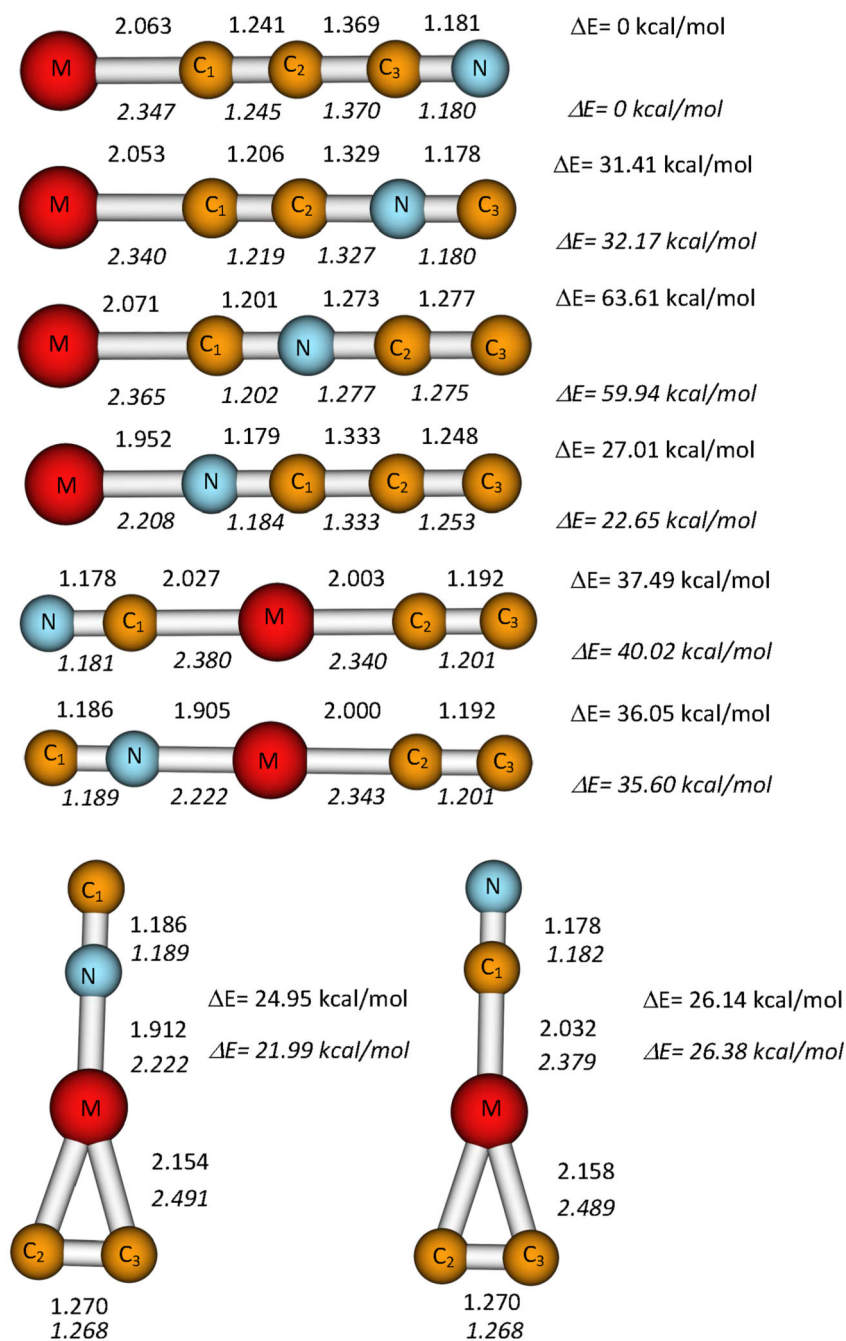 2.063 1.241 1.369 1.181 ΔE= 0 kcal/mol
M C₁ C₂ C₃ N
2.347 1.245 1.370 1.180 ΔE= 0 kcal/mol
2.053 1.206 1.329 1.178 ΔE= 31.41 kcal/mol
M C₁ C₂ N C₃
2.340 1.219 1.327 1.180 ΔE= 32.17 kcal/mol
2.071 1.201 1.273 1.277 ΔE= 63.61 kcal/mol
M C₁ N C₂ C₃
2.365 1.202 1.277 1.275 ΔE= 59.94 kcal/mol
1.952 1.179 1.333 1.248 ΔE= 27.01 kcal/mol
M N C₁ C₂ C₃
2.208 1.184 1.333 1.253 ΔE= 22.65 kcal/mol
1.178 2.027 2.003 1.192 ΔE= 37.49 kcal/mol
N C₁ M C₂ C₃
1.181 2.380 2.340 1.201 ΔE= 40.02 kcal/mol
1.186 1.905 2.000 1.192 ΔE= 36.05 kcal/mol
C₁ N M C₂ C₃
1.189 2.222 2.343 1.201 ΔE= 35.60 kcal/mol
C₁
1.186
1.189
N
ΔE= 24.95 kcal/mol
1.912
ΔE= 21.99 kcal/mol
2.222
M
2.154
2.491
C₂ C₃
1.270
1.268
N
1.178
1.182
C₁
ΔE= 26.14 kcal/mol
2.032
ΔE= 26.38 kcal/mol
2.379
M
2.158
2.489
C₂ C₃
1.270
1.268